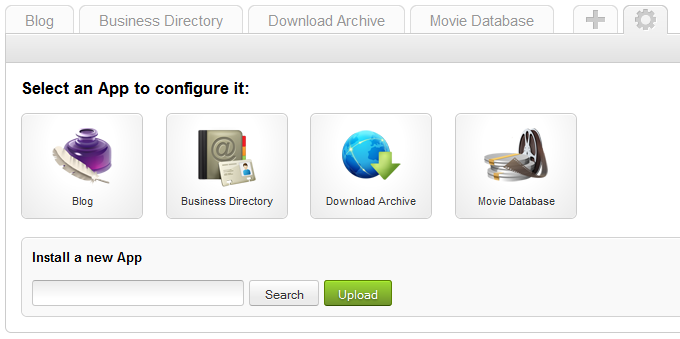 Blog Business Directory Download Archive Movie Database
Select an App to configure it:
Blog Business Directory Download Archive Movie Database
Install a new App
Search Upload